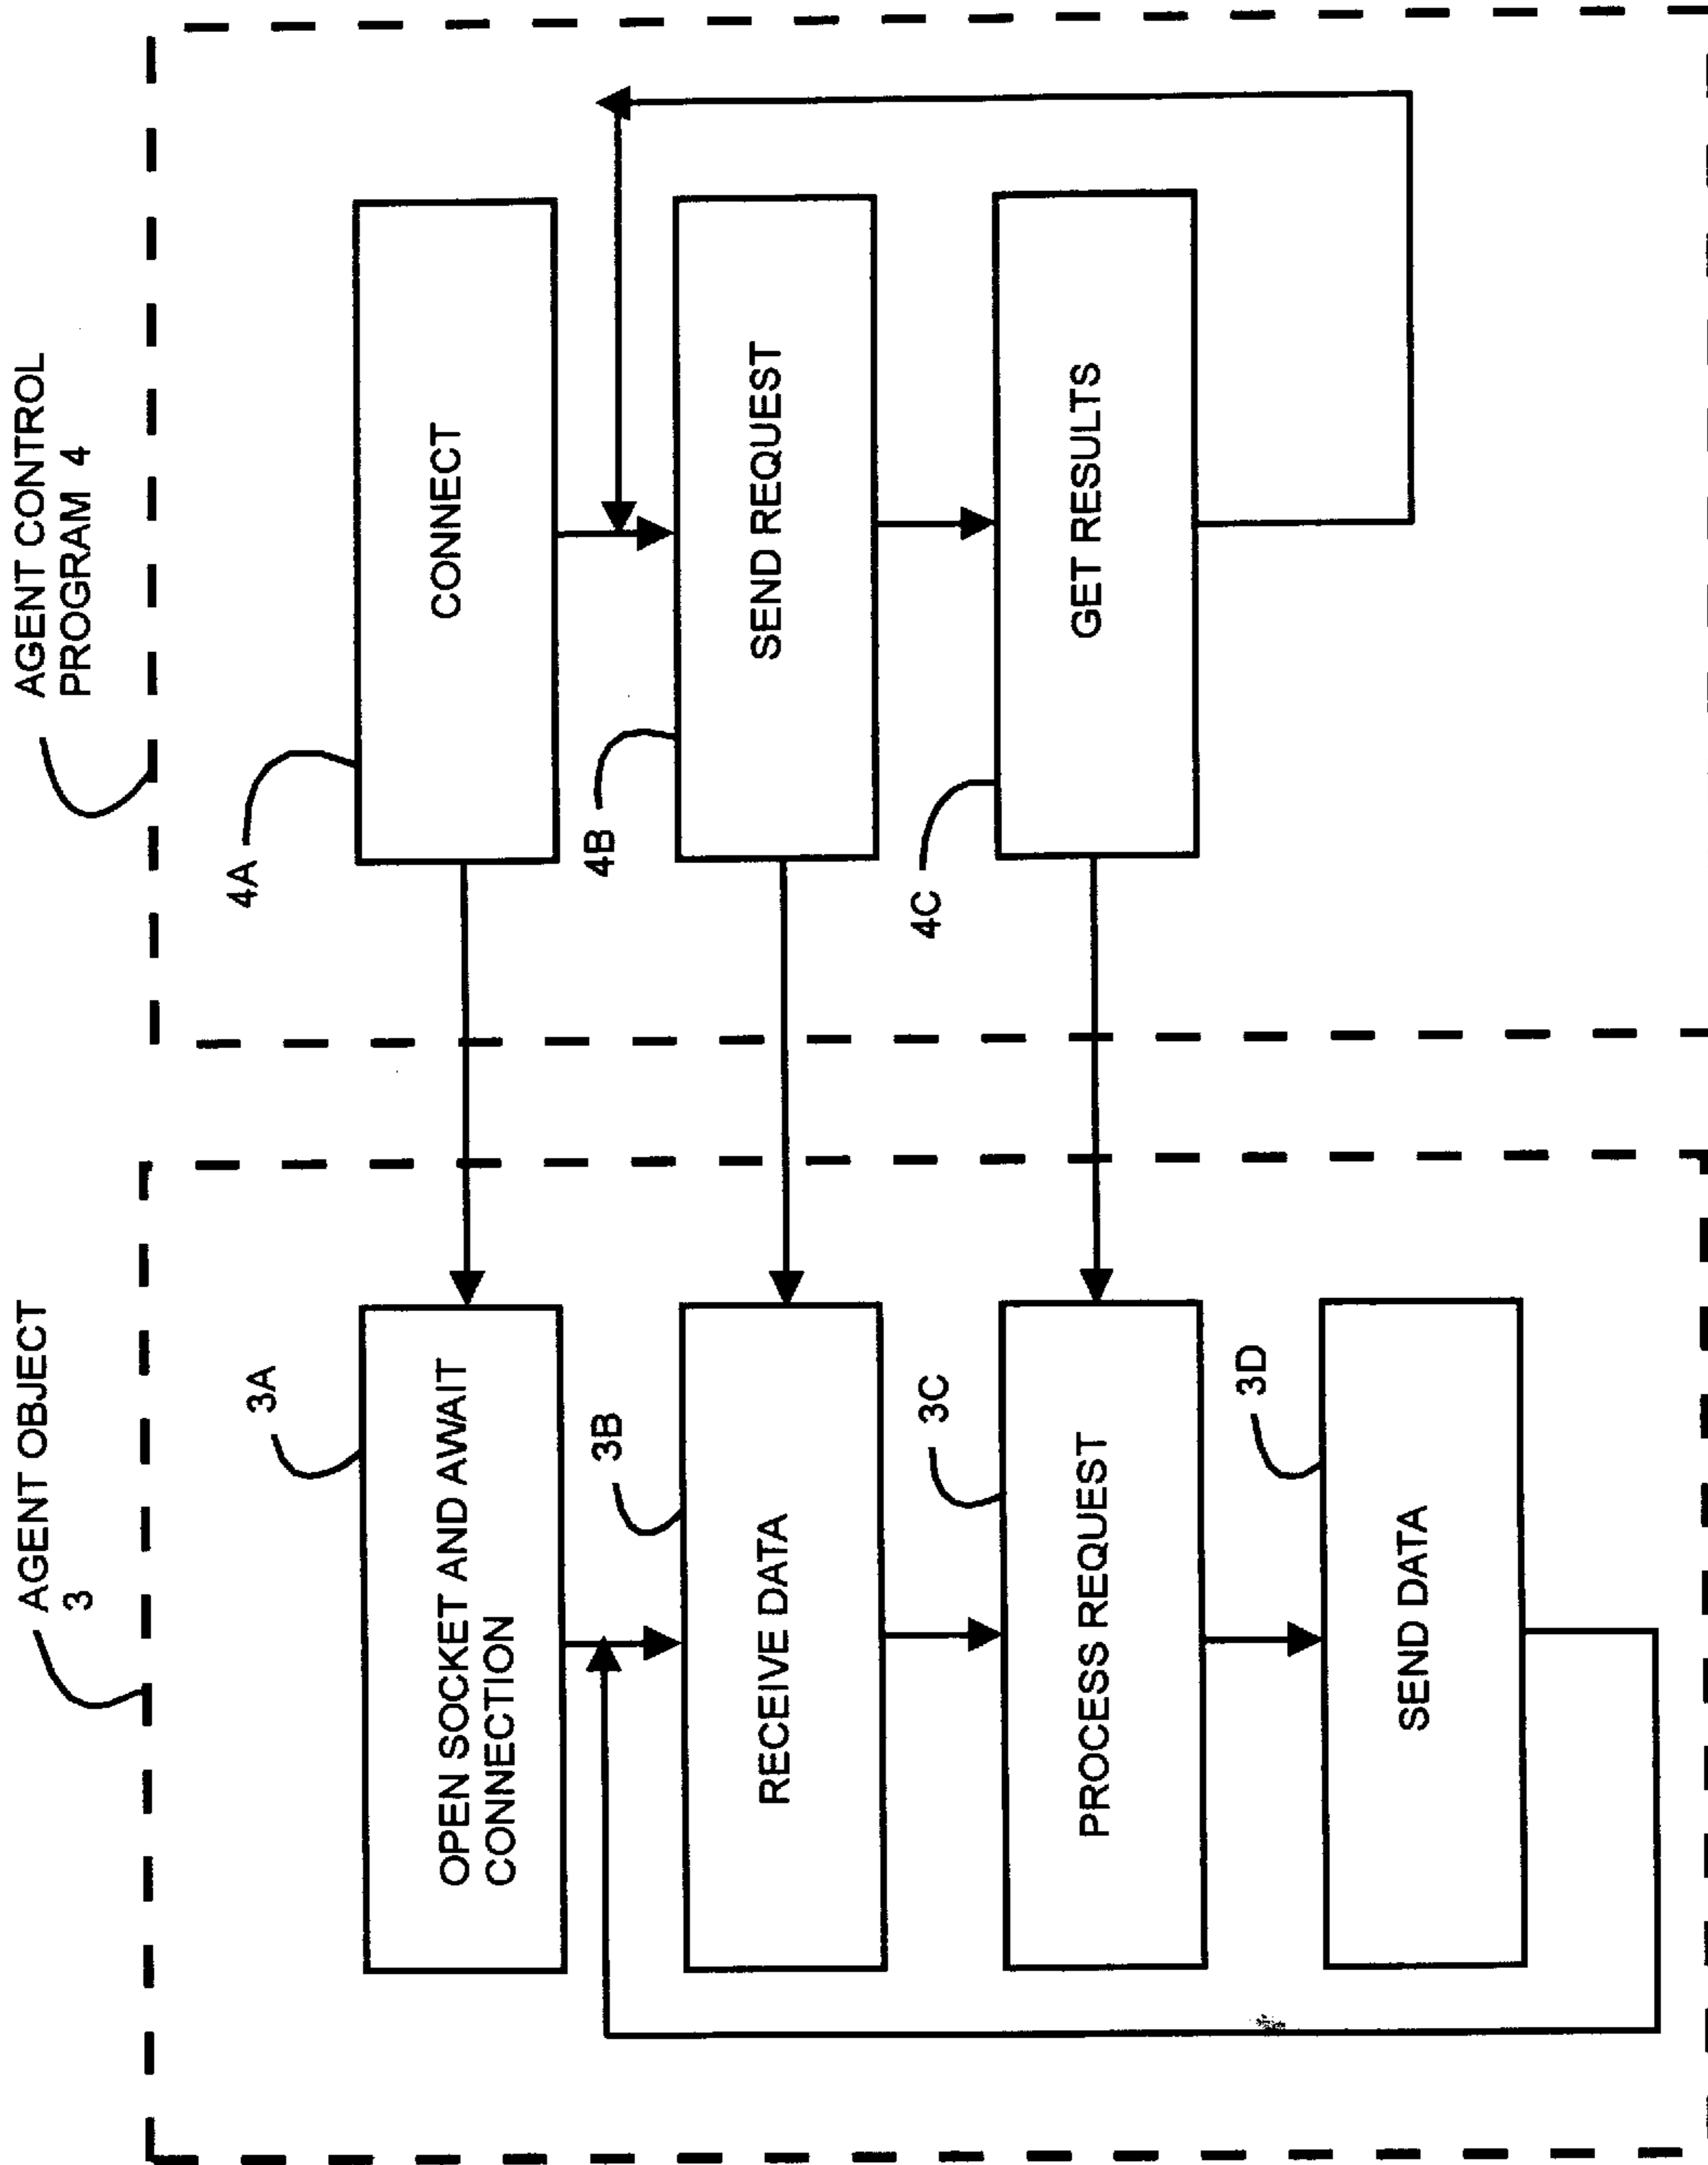 AGENT OBJECT
3
3A
OPEN SOCKET AND AWAIT
CONNECTION
3B
RECEIVE DATA
3C
PROCESS REQUEST
3D
SEND DATA
AGENT CONTROL
PROGRAM 4
4A
CONNECT
4B
SEND REQUEST
4C
GET RESULTS